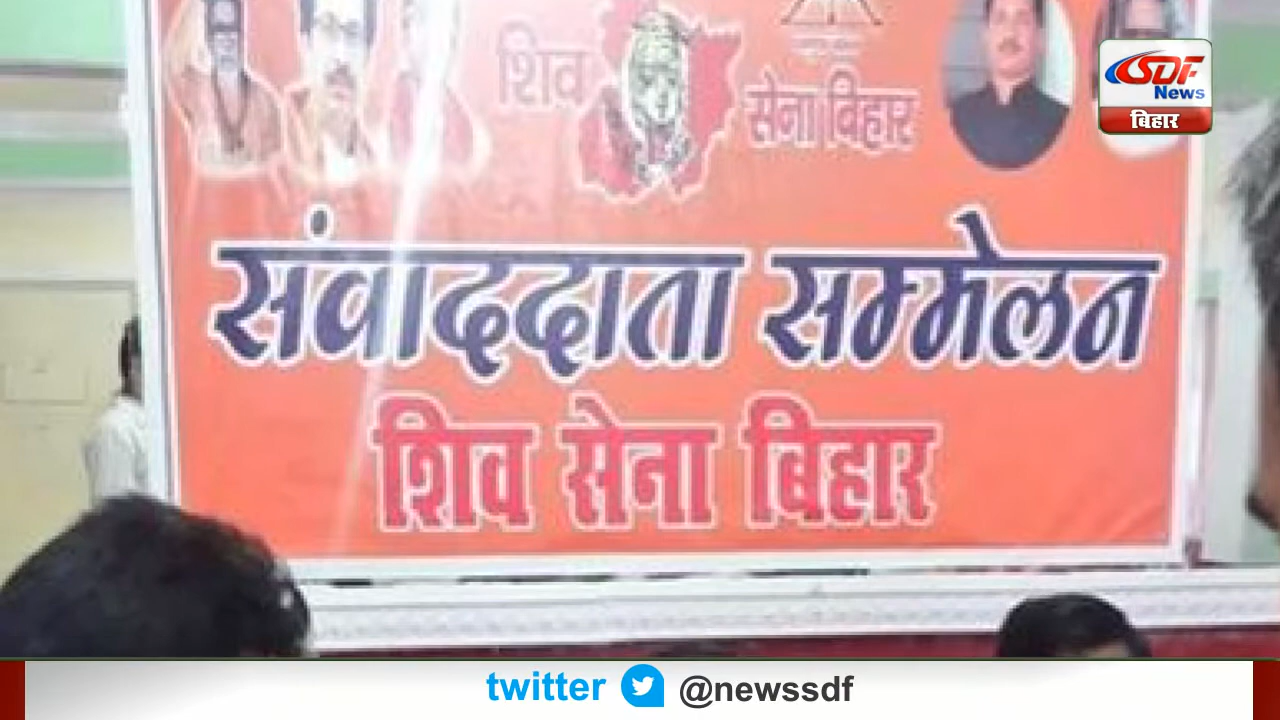 शिव
सेना बिहार
SDF
News
बिहार
संवाददाता सम्मेलन
शिव सेना बिहार
twitter @newssdf